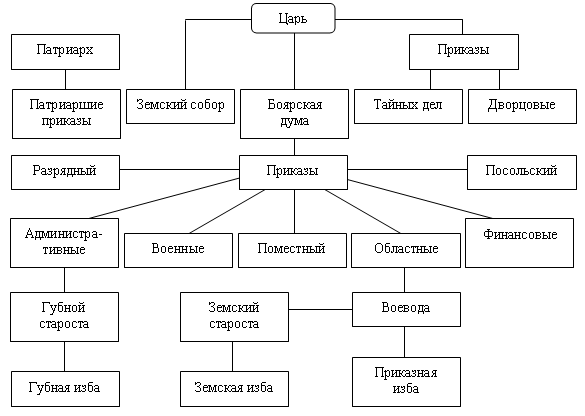 Царь
Патриарх
Приказы
Патриаршие
приказы
Земский собор
Боярская
дума
Тайных дел
Дворцовые
Разрядный
Приказы
Посольский
Администра-
тивные
Военные
Поместный
Областные
Финансовые
Губной
староста
Земский
староста
Воевода
Губная изба
Земская изба
Приказная
изба